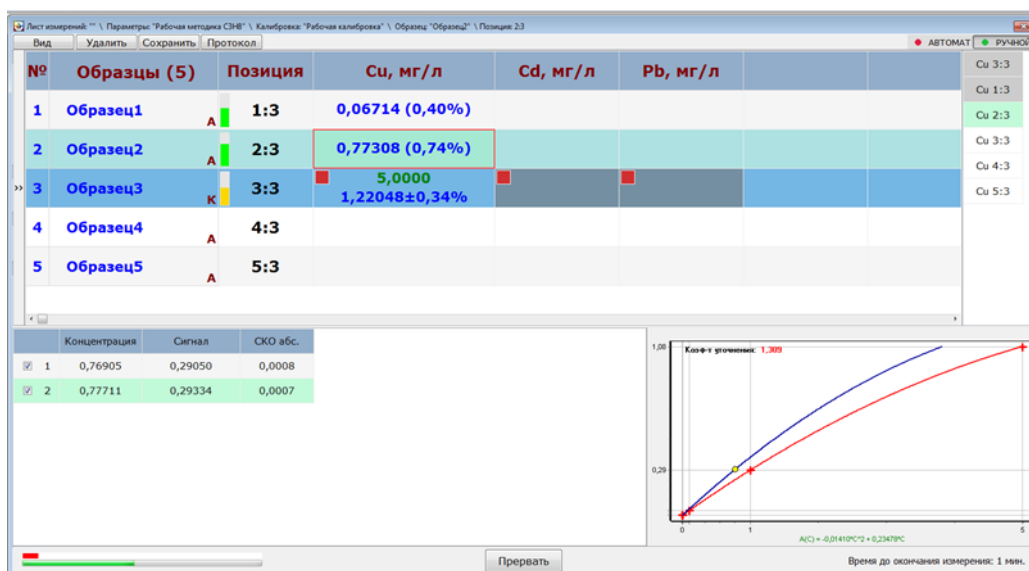 Лист измерений: "" \ Параметры: "Рабочая методика СЗН8" \ Калибровка: "Рабочая калибровка" \ Образец: "Образец2" \ Позиция: 2:3
Вид Удалить Сохранить Протокол АВТОМАТ РУЧНОЙ
№ Образцы (5) Позиция Cu, мг/л Cd, мг/л Pb, мг/л
Cu 3:3
Cu 1:3
1 Образец1 А 1:3 0,06714 (0,40%)
Cu 2:3
2 Образец2 А 2:3 0,77308 (0,74%)
Cu 3:3
Cu 4:3
>> 3 Образец3 К 3:3 5,0000
1,22048±0,34%
Cu 5:3
4 Образец4 А 4:3
5 Образец5 А 5:3
Концентрация Сигнал СКО абс.
1 0,76905 0,29050 0,0008
2 0,77711 0,29334 0,0007
1,08 Коэф-т уточнения: 1,309
0,29
0 1 5
A(C) = -0,01410*C^2 + 0,23478*C
Прервать
Время до окончания измерения: 1 мин.